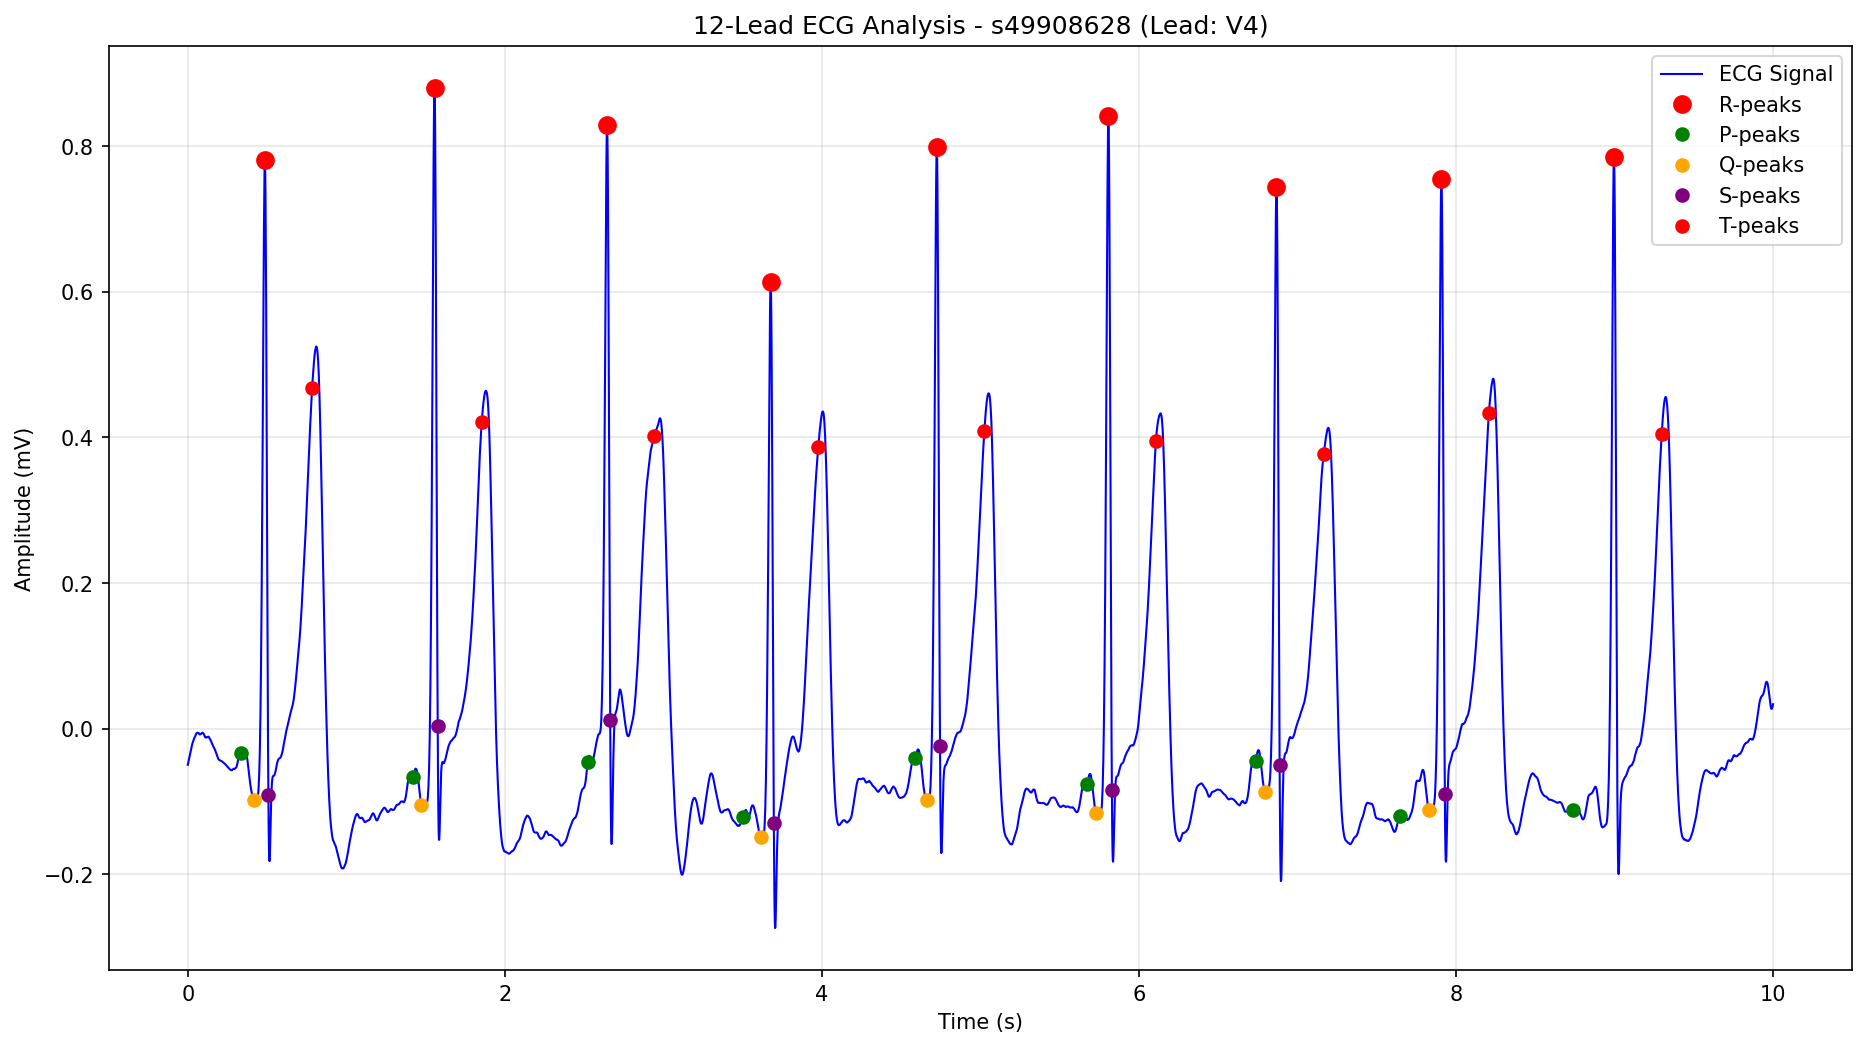 12-Lead ECG Analysis - s49908628 (Lead: V4)
ECG Signal
R-peaks
P-peaks
Q-peaks
S-peaks
T-peaks
Amplitude (mV)
0.8
0.6
0.4
0.2
0.0
−0.2
0 2 4 6 8 10
Time (s)